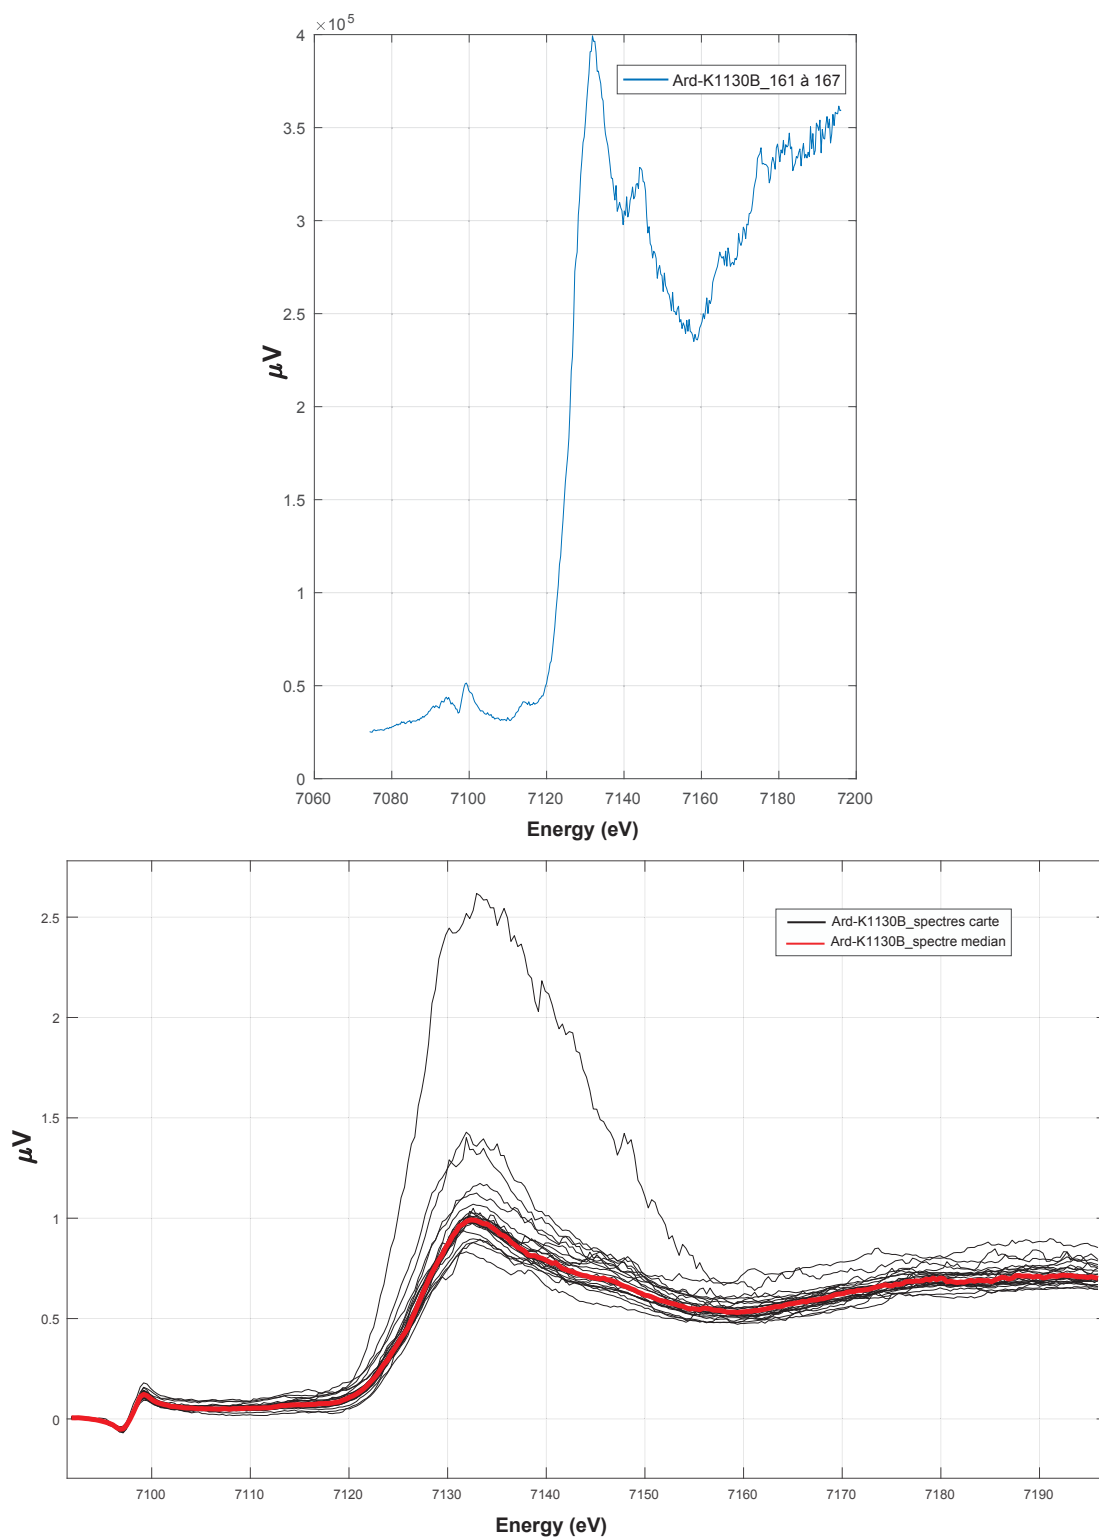 ×10⁵
4
Ard-K1130B_161 à 167
3.5
3
2.5
µV
2
1.5
1
0.5
0
7060 7080 7100 7120 7140 7160 7180 7200
Energy (eV)
2.5
Ard-K1130B_spectres carte
Ard-K1130B_spectre median
2
1.5
µV
1
0.5
0
7100 7110 7120 7130 7140 7150 7160 7170 7180 7190
Energy (eV)